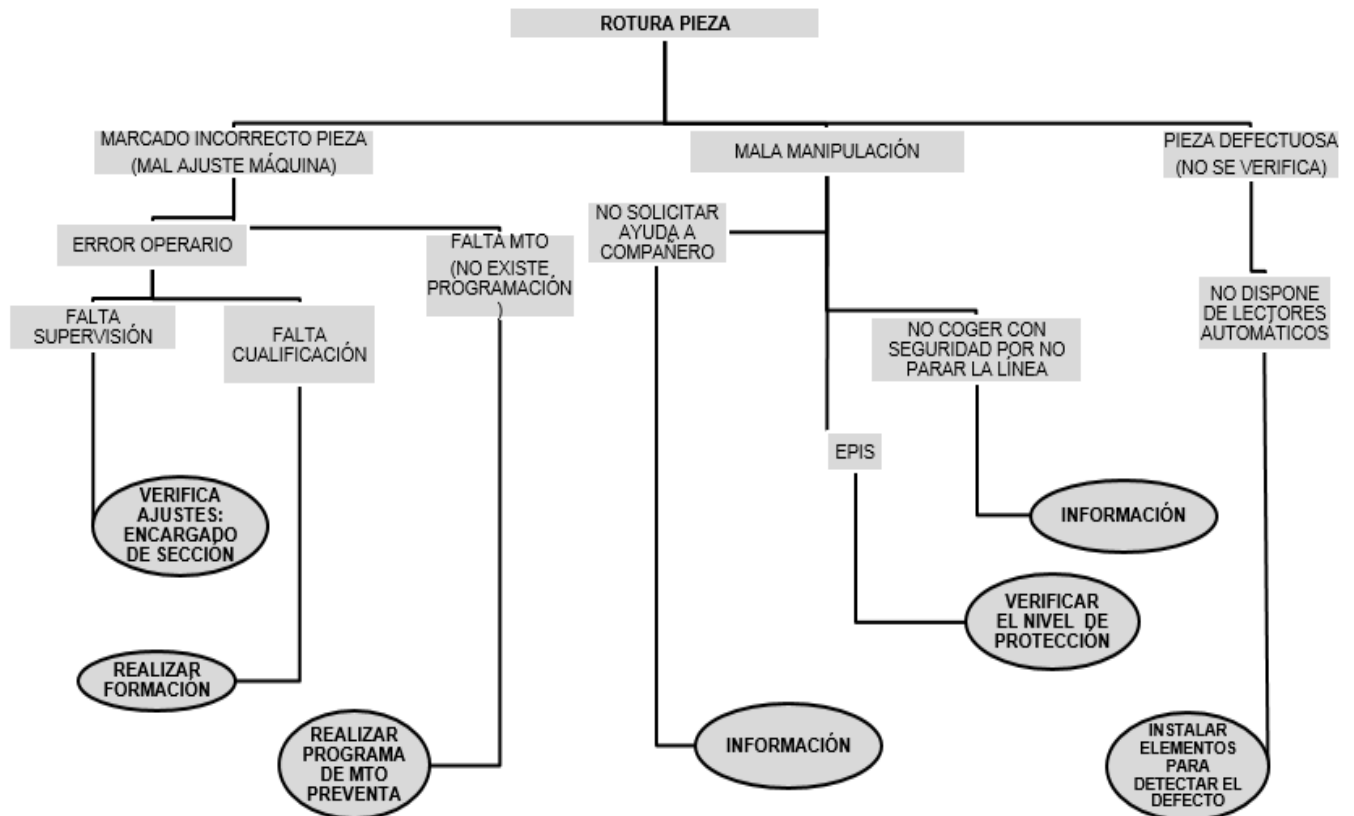 ROTURA PIEZA
MARCADO INCORRECTO PIEZA
(MAL AJUSTE MÁQUINA)
MALA MANIPULACIÓN
PIEZA DEFECTUOSA
(NO SE VERIFICA)
ERROR OPERARIO
FALTA MTO
(NO EXISTE
PROGRAMACIÓN
)
NO SOLICITAR
AYUDA A
COMPAÑERO
NO DISPONE
DE LECTORES
AUTOMÁTICOS
FALTA
SUPERVISIÓN
FALTA
CUALIFICACIÓN
NO COGER CON
SEGURIDAD POR NO
PARAR LA LÍNEA
EPIS
VERIFICA
AJUSTES:
ENCARGADO
DE SECCIÓN
INFORMACIÓN
VERIFICAR
EL NIVEL DE
PROTECCIÓN
REALIZAR
FORMACIÓN
REALIZAR
PROGRAMA
DE MTO
PREVENTA
INFORMACIÓN
INSTALAR
ELEMENTOS
PARA
DETECTAR EL
DEFECTO